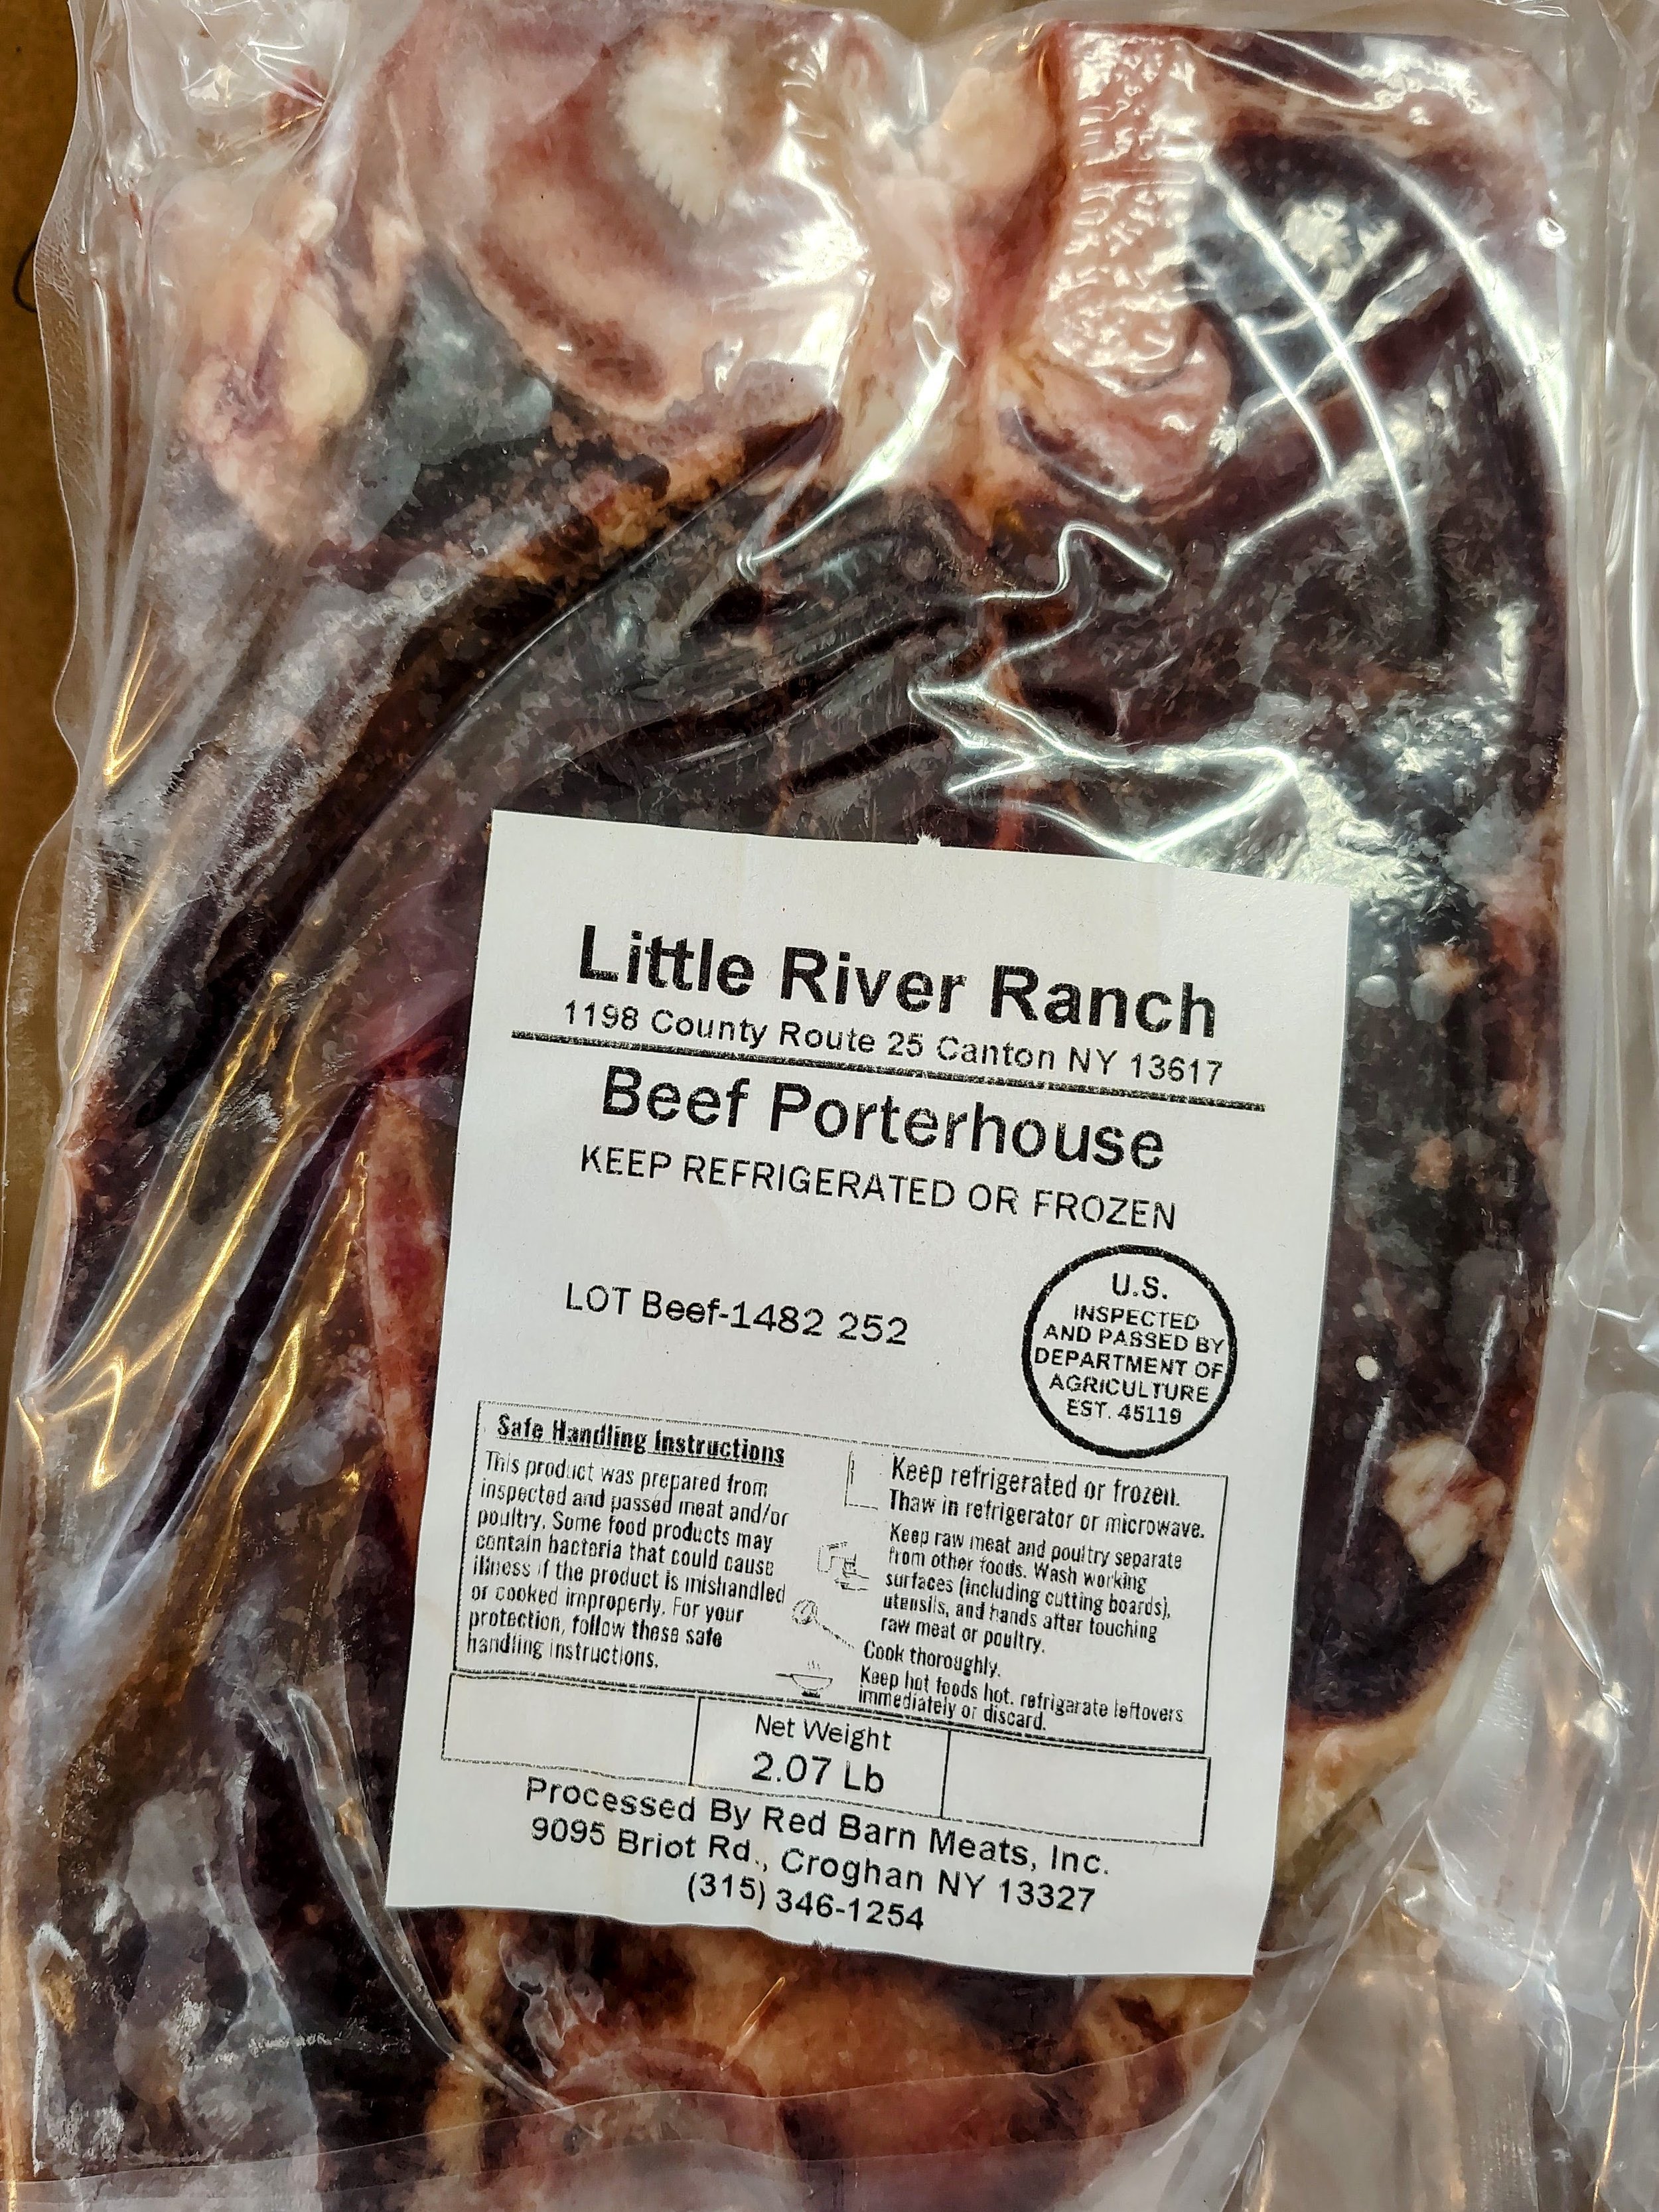 Little River Ranch
1198 County Route 25 Canton NY 13617
Beef Porterhouse
KEEP REFRIGERATED OR FROZEN
LOT Beef-1482 252
U.S.
INSPECTED
AND PASSED BY
DEPARTMENT OF
AGRICULTURE
EST. 45119
Safe Handling Instructions
This product was prepared from
inspected and passed meat and/or
poultry. Some food products may
contain bacteria that could cause
illness if the product is mishandled
or cooked improperly. For your
protection, follow these safe
handling instructions.
Keep refrigerated or frozen.
Thaw in refrigerator or microwave.
Keep raw meat and poultry separate
from other foods. Wash working
surfaces (including cutting boards),
utensils, and hands after touching
raw meat or poultry.
Cook thoroughly.
Keep hot foods hot. refrigarate leftovers
immediately or discard.
Net Weight
2.07 Lb
Processed By Red Barn Meats, Inc.
9095 Briot Rd., Croghan NY 13327
(315) 346-1254